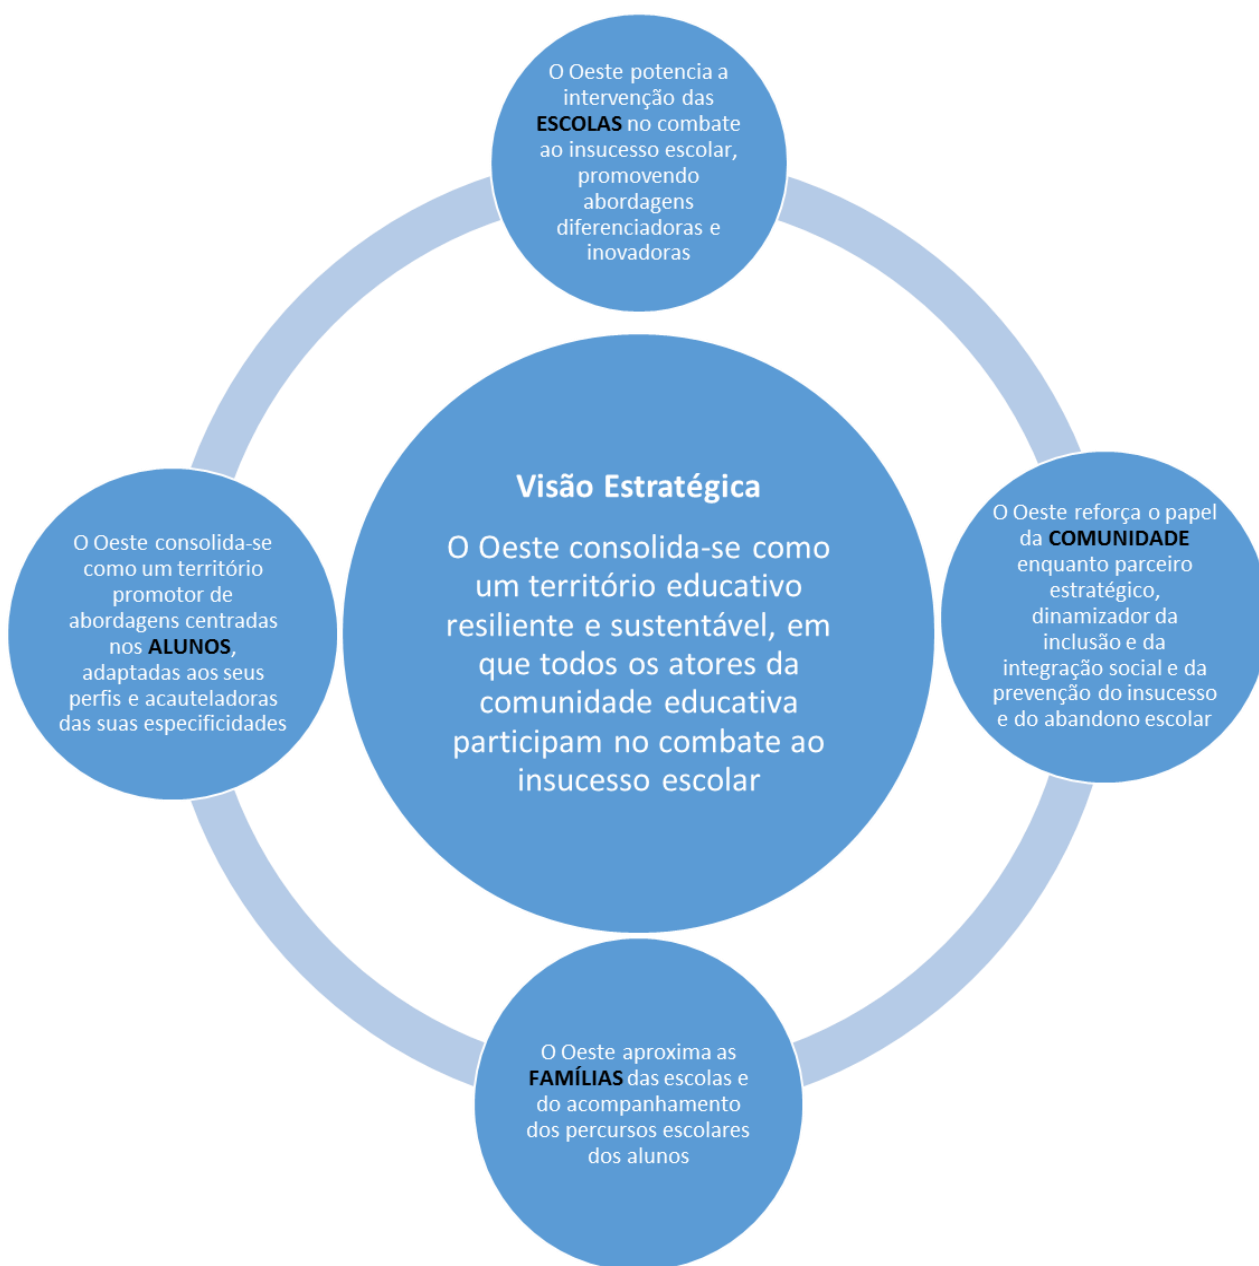 O Oeste potencia a
intervenção das
ESCOLAS no combate
ao insucesso escolar,
promovendo
abordagens
diferenciadoras e
inovadoras
Visão Estratégica
O Oeste consolida-se como
um território educativo
resiliente e sustentável, em
que todos os atores da
comunidade educativa
participam no combate ao
insucesso escolar
O Oeste reforça o papel
da COMUNIDADE
enquanto parceiro
estratégico,
dinamizador da
inclusão e da
integração social e da
prevenção do insucesso
e do abandono escolar
O Oeste consolida-se
como um território
promotor de
abordagens centradas
nos ALUNOS,
adaptadas aos seus
perfis e acauteladoras
das suas especificidades
O Oeste aproxima as
FAMÍLIAS das escolas e
do acompanhamento
dos percursos escolares
dos alunos